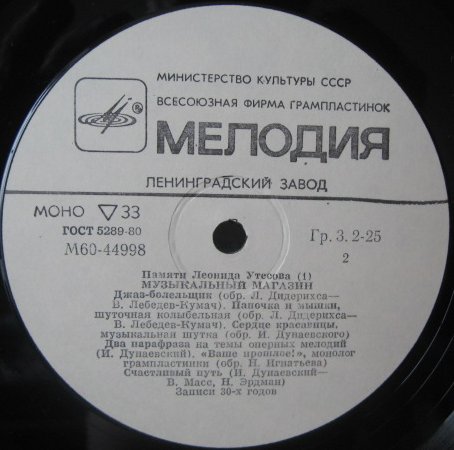 МИНИСТЕРСТВО КУЛЬТУРЫ СССР
ВСЕСОЮЗНАЯ ФИРМА ГРАМПЛАСТИНОК
МЕЛОДИЯ
ЛЕНИНГРАДСКИЙ ЗАВОД
МОНО ▽ 33
ГОСТ 5289-80
М60-44998
Гр. 3. 2-25
2
Памяти Леонида Утесова (1)
МУЗЫКАЛЬНЫЙ МАГАЗИН
Джаз-болельщик (обр. Л. Дидерихса—
В. Лебедев-Кумач). Папочка и мышки,
шуточная колыбельная (обр. Л. Дидерихса—
В. Лебедев-Кумач). Сердце красавицы,
музыкальная шутка (обр. И. Дунаевского)
Два парафраза на темы оперных мелодий
(И. Дунаевский). «Ваше прошлое!», монолог
грампластинки (обр. Н. Игнатьева)
Счастливый путь (И. Дунаевский—
В. Масс, Н. Эрдман)
Записи 30-х годов